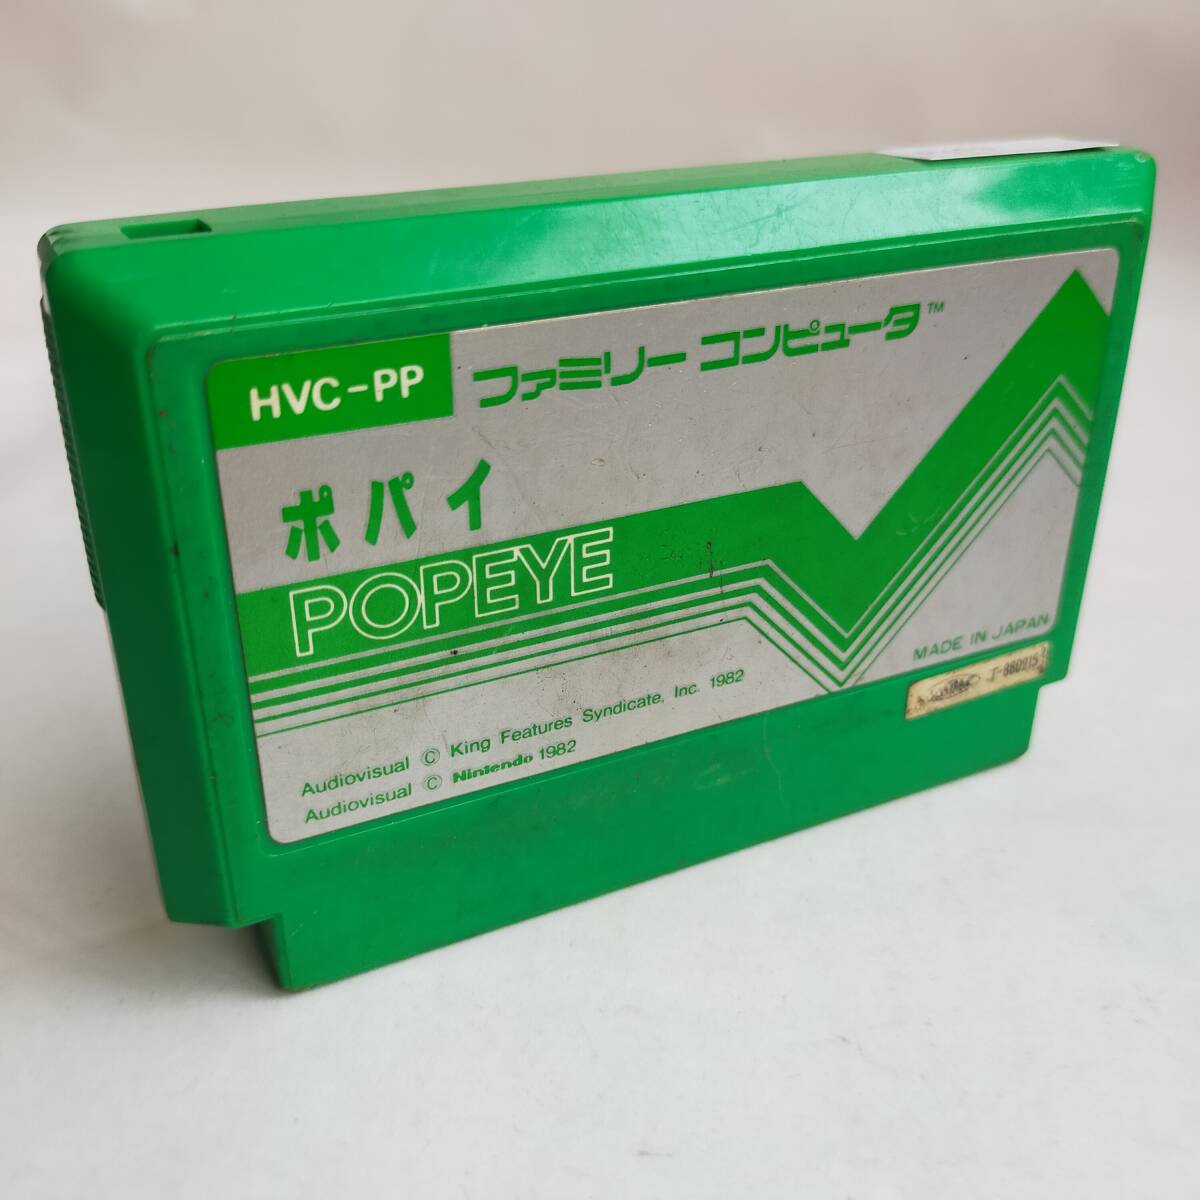 HVC-PP
ファミリー コンピュータ™
ポパイ
POPEYE
MADE IN JAPAN
Audiovisual © King Features Syndicate, Inc. 1982
Audiovisual © Nintendo 1982